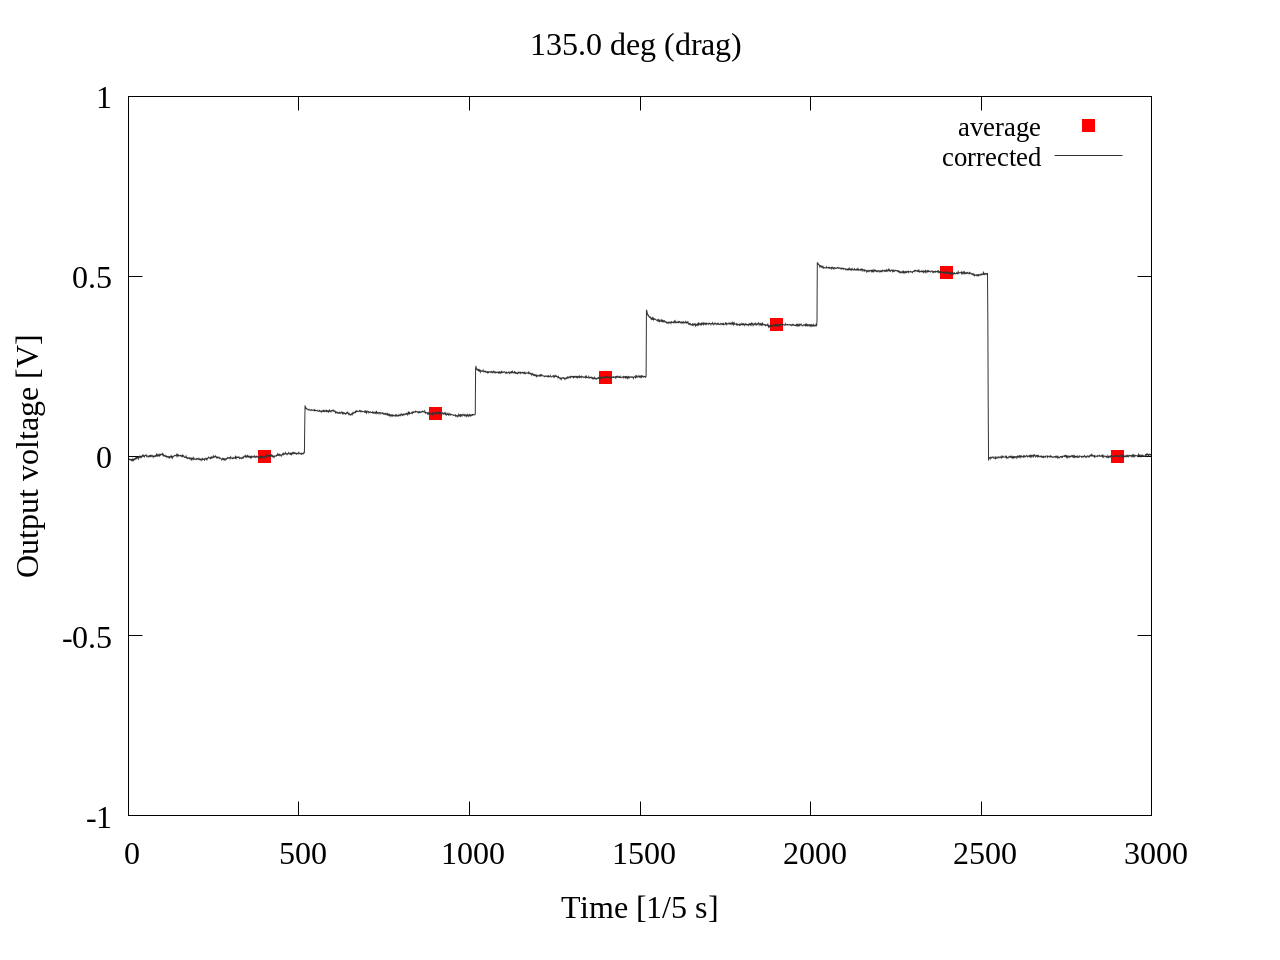 135.0 deg (drag)
1
average
corrected
0.5
0
-0.5
-1
Output voltage [V]
0 500 1000 1500 2000 2500 3000
Time [1/5 s]